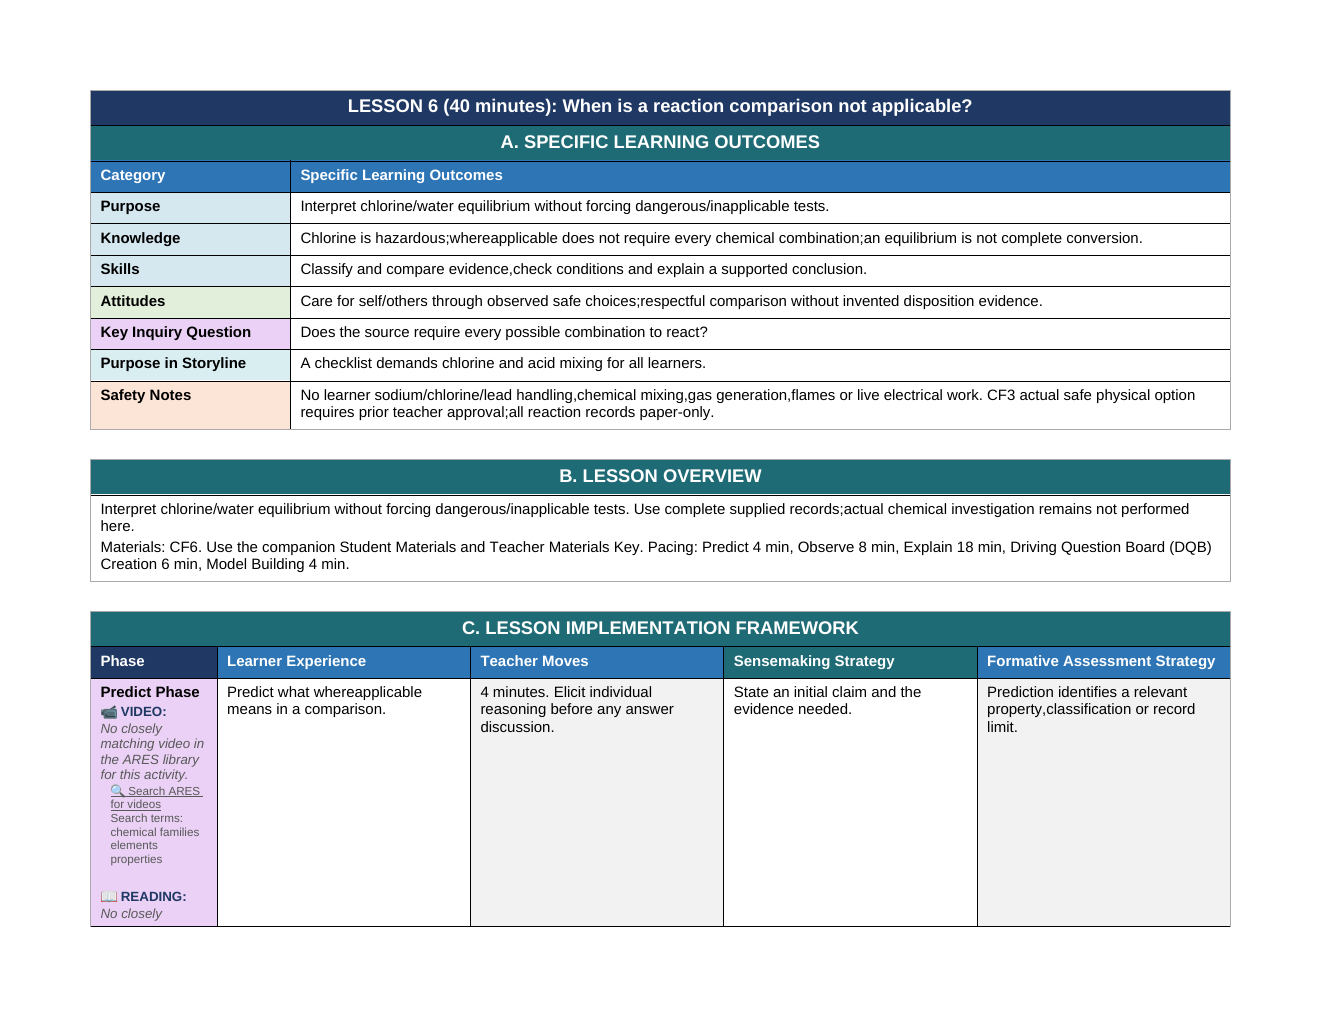 LESSON 6 (40 minutes): When is a reaction comparison not applicable?
A. SPECIFIC LEARNING OUTCOMES
Category
Specific Learning Outcomes
Purpose
Interpret chlorine/water equilibrium without forcing dangerous/inapplicable tests.
Knowledge
Chlorine is hazardous;whereapplicable does not require every chemical combination;an equilibrium is not complete conversion.
Skills
Classify and compare evidence,check conditions and explain a supported conclusion.
Attitudes
Care for self/others through observed safe choices;respectful comparison without invented disposition evidence.
Key Inquiry Question
Does the source require every possible combination to react?
Purpose in Storyline
A checklist demands chlorine and acid mixing for all learners.
Safety Notes
No learner sodium/chlorine/lead handling,chemical mixing,gas generation,flames or live electrical work. CF3 actual safe physical option
requires prior teacher approval;all reaction records paper-only.
B. LESSON OVERVIEW
Interpret chlorine/water equilibrium without forcing dangerous/inapplicable tests. Use complete supplied records;actual chemical investigation remains not performed
here.
Materials: CF6. Use the companion Student Materials and Teacher Materials Key. Pacing: Predict 4 min, Observe 8 min, Explain 18 min, Driving Question Board (DQB)
Creation 6 min, Model Building 4 min.
C. LESSON IMPLEMENTATION FRAMEWORK
Phase
Learner Experience
Teacher Moves
Sensemaking Strategy
Formative Assessment Strategy
Predict Phase
📹 VIDEO:
No closely
matching video in
the ARES library
for this activity.
🔍 Search ARES
for videos
Search terms:
chemical families
elements
properties
📖 READING:
No closely
Predict what whereapplicable
means in a comparison.
4 minutes. Elicit individual
reasoning before any answer
discussion.
State an initial claim and the
evidence needed.
Prediction identifies a relevant
property,classification or record
limit.